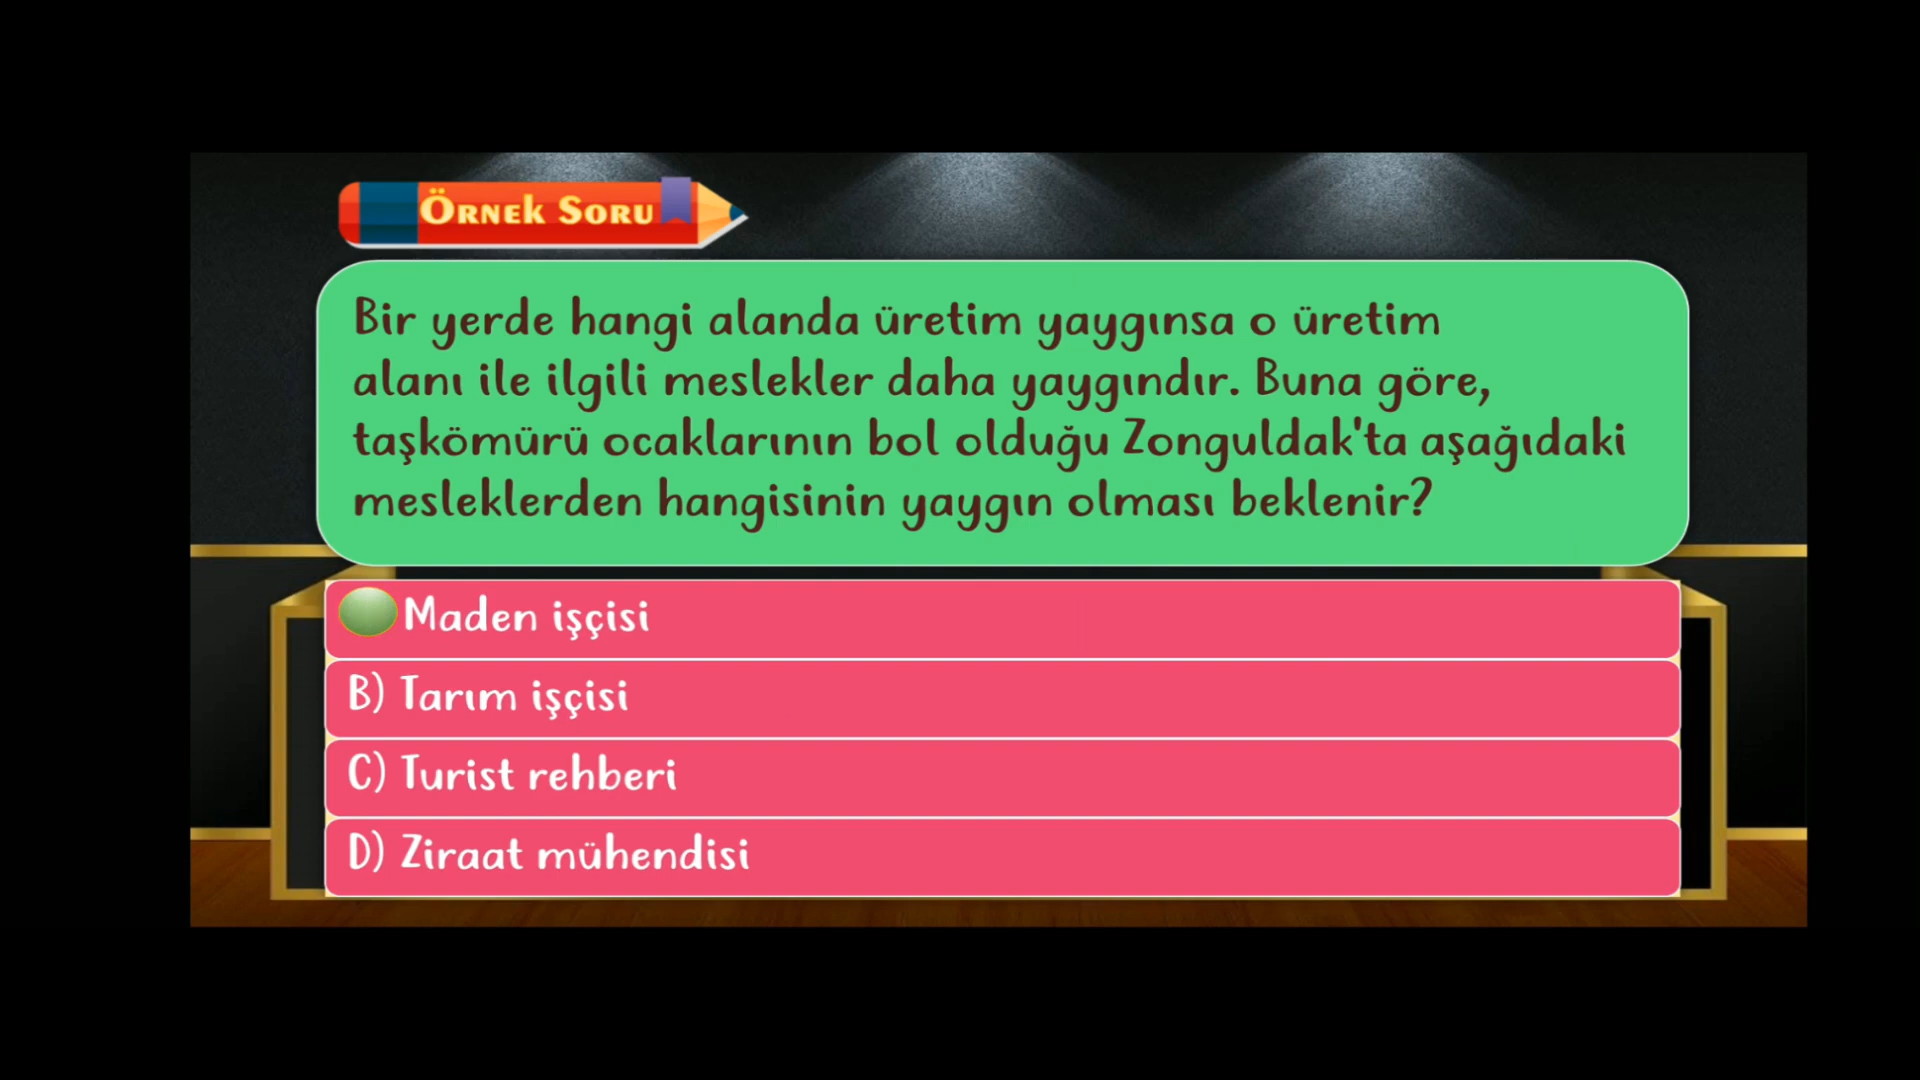 ÖRNEK SORU
Bir yerde hangi alanda üretim yaygınsa o üretim
alanı ile ilgili meslekler daha yaygındır. Buna göre,
taşkömürü ocaklarının bol olduğu Zonguldak'ta aşağıdaki
mesleklerden hangisinin yaygın olması beklenir?
Maden işçisi
B) Tarım işçisi
C) Turist rehberi
D) Ziraat mühendisi